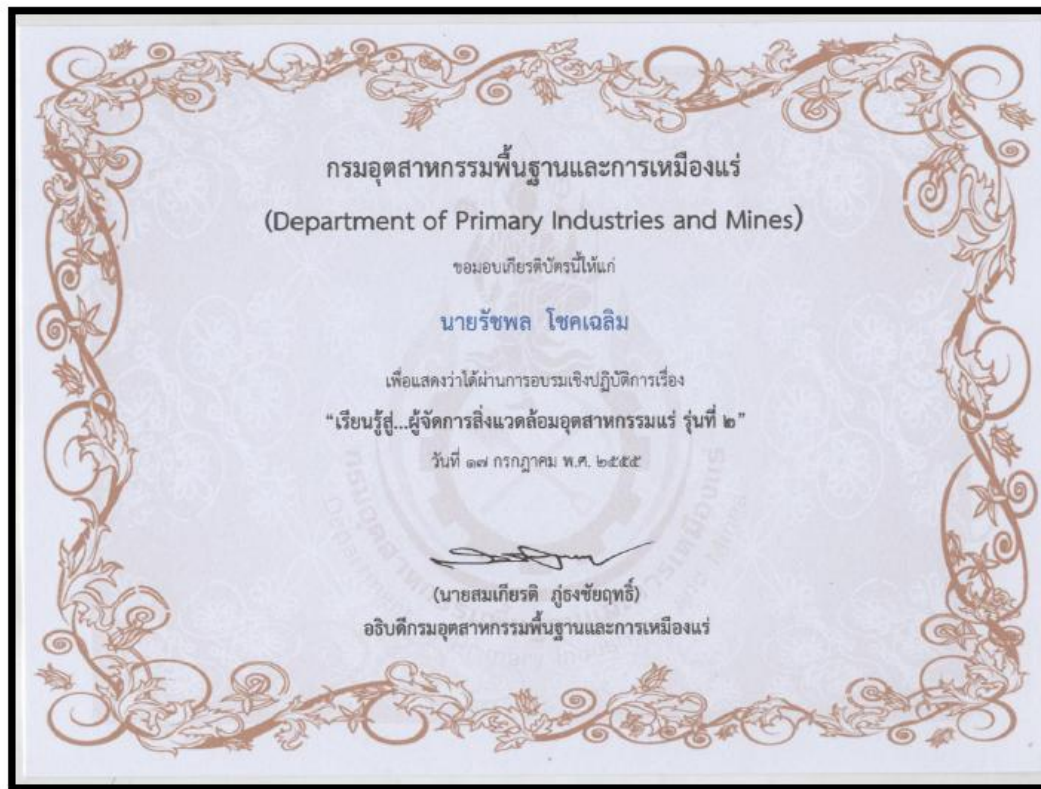 กรมอุตสาหกรรมพื้นฐานและการเหมืองแร่
(Department of Primary Industries and Mines)
ขอมอบเกียรติบัตรนี้ให้แก่
นายรัชพล โชคเฉลิม
เพื่อแสดงว่าได้ผ่านการอบรมเชิงปฏิบัติการเรื่อง
“เรียนรู้สู่...ผู้จัดการสิ่งแวดล้อมอุตสาหกรรมแร่ รุ่นที่ ๒”
วันที่ ๑๗ กรกฎาคม พ.ศ. ๒๕๕๕
(นายสมเกียรติ ภู่ธงชัยฤทธิ์)
อธิบดีกรมอุตสาหกรรมพื้นฐานและการเหมืองแร่